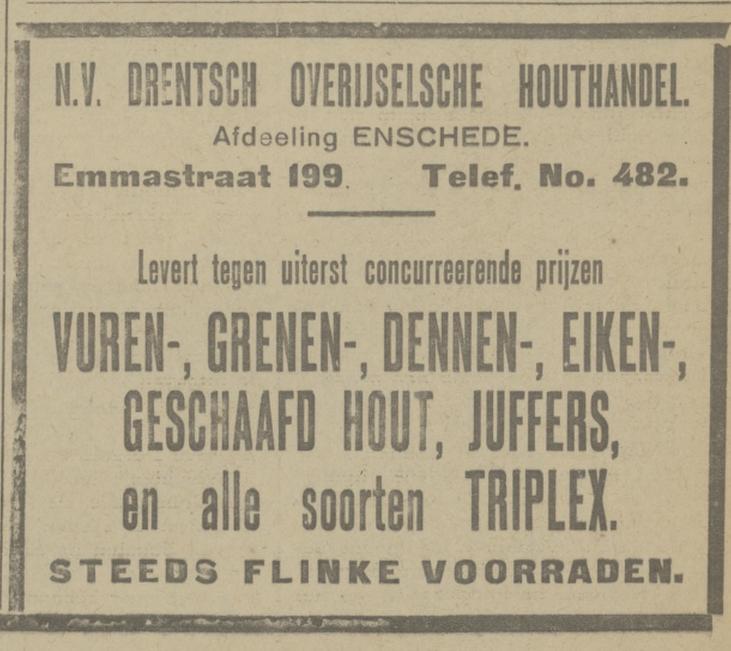 N.V. DRENTSCH OVERIJSELSCHE HOUTHANDEL.
Afdeeling ENSCHEDE.
Emmastraat 199. Telef. No. 482.
Levert tegen uiterst concurreerende prijzen
VUREN-, GRENEN-, DENNEN-, EIKEN-,
GESCHAAFD HOUT, JUFFERS,
en alle soorten TRIPLEX.
STEEDS FLINKE VOORRADEN.